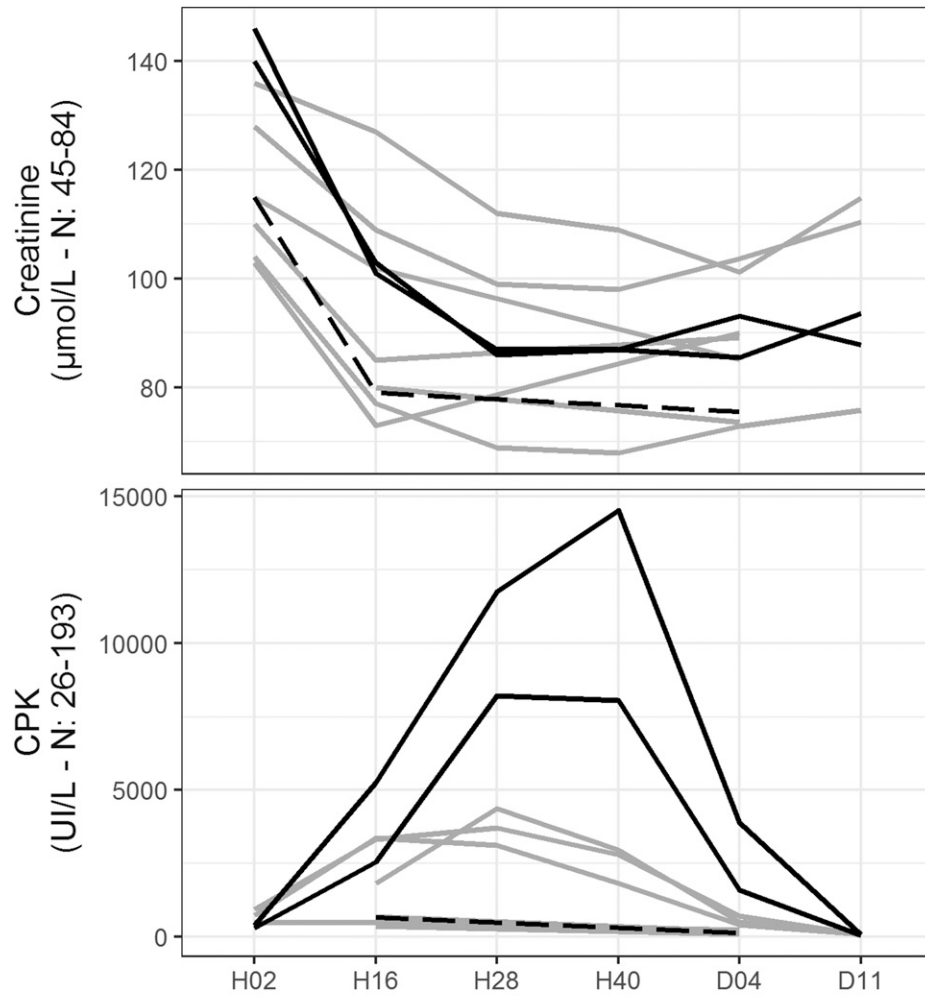 Creatinine
(μmol/L - N: 45-84)
140
120
100
80
CPK
(UI/L - N: 26-193)
15000
10000
5000
0
H02 H16 H28 H40 D04 D11